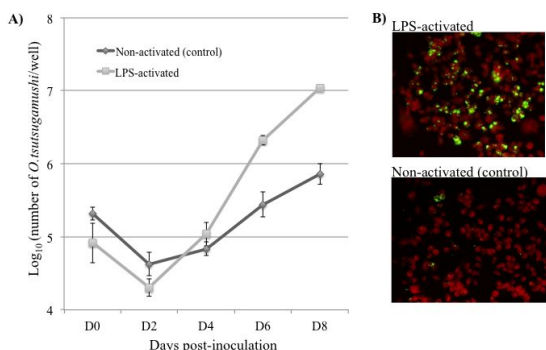 A)
8
7
6
5
4
Log10 (number of O.tsutsugamushi/well)
Non-activated (control)
LPS-activated
D0 D2 D4 D6 D8
Days post-inoculation
B)
LPS-activated
Non-activated (control)